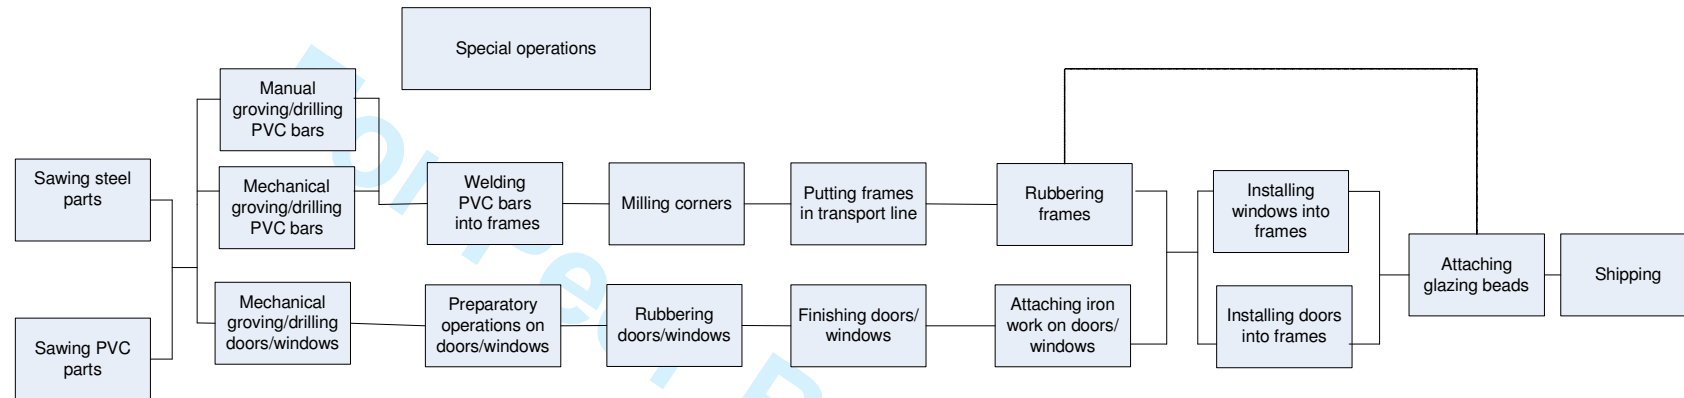 Special operations
Manual
groving/drilling
PVC bars
Sawing steel
parts
Mechanical
groving/drilling
PVC bars
Welding
PVC bars
into frames
Milling corners
Putting frames
in transport line
Rubbering
frames
Installing
windows into
frames
Attaching
glazing beads
Shipping
Sawing PVC
parts
Mechanical
groving/drilling
doors/windows
Preparatory
operations on
doors/windows
Rubbering
doors/windows
Finishing doors/
windows
Attaching iron
work on doors/
windows
Installing doors
into frames